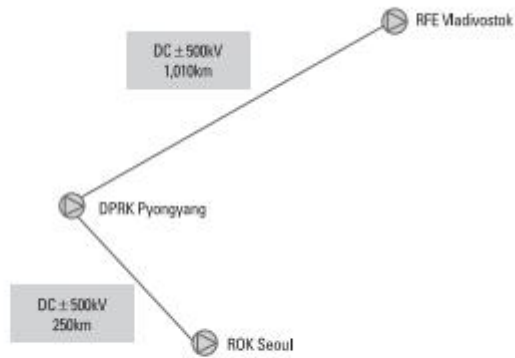 RFE Vladivostok
DC ± 500kV
1,010km
DPRK Pyongyang
DC ± 500kV
250km
ROK Seoul